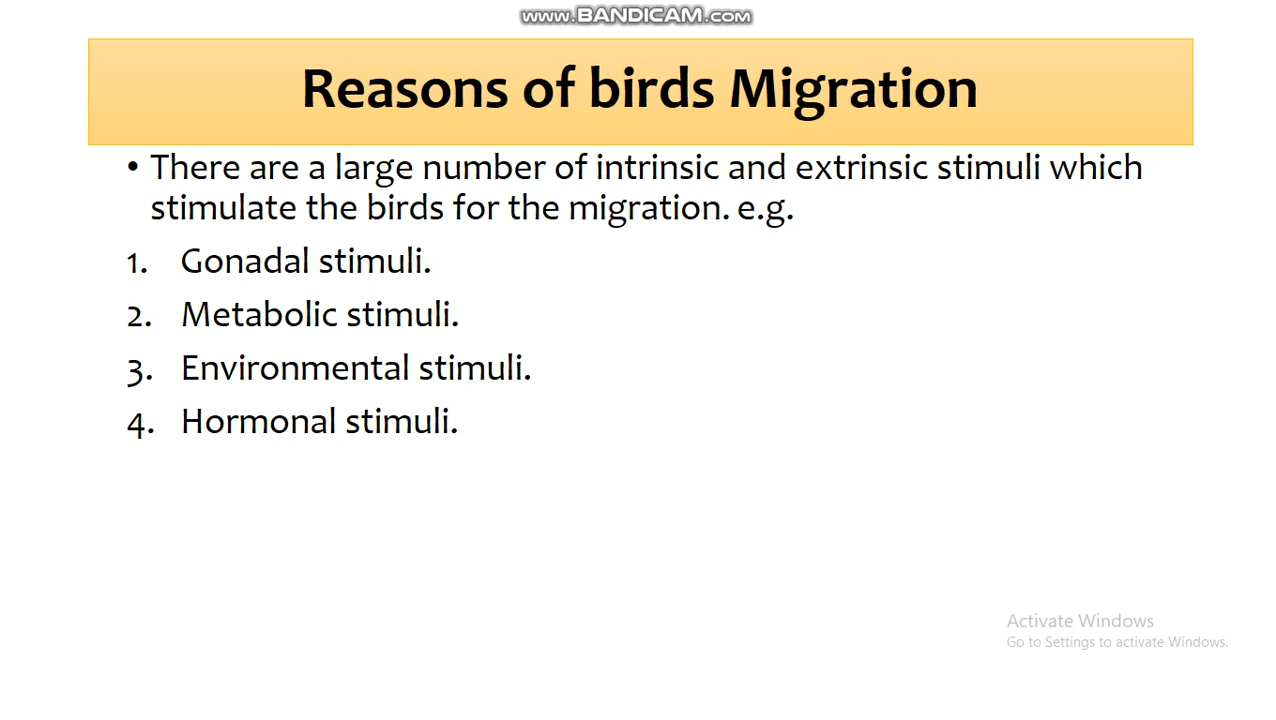 www.BANDICAM.com
Reasons of birds Migration
• There are a large number of intrinsic and extrinsic stimuli which
stimulate the birds for the migration. e.g.
1. Gonadal stimuli.
2. Metabolic stimuli.
3. Environmental stimuli.
4. Hormonal stimuli.
Activate Windows
Go to Settings to activate Windows.